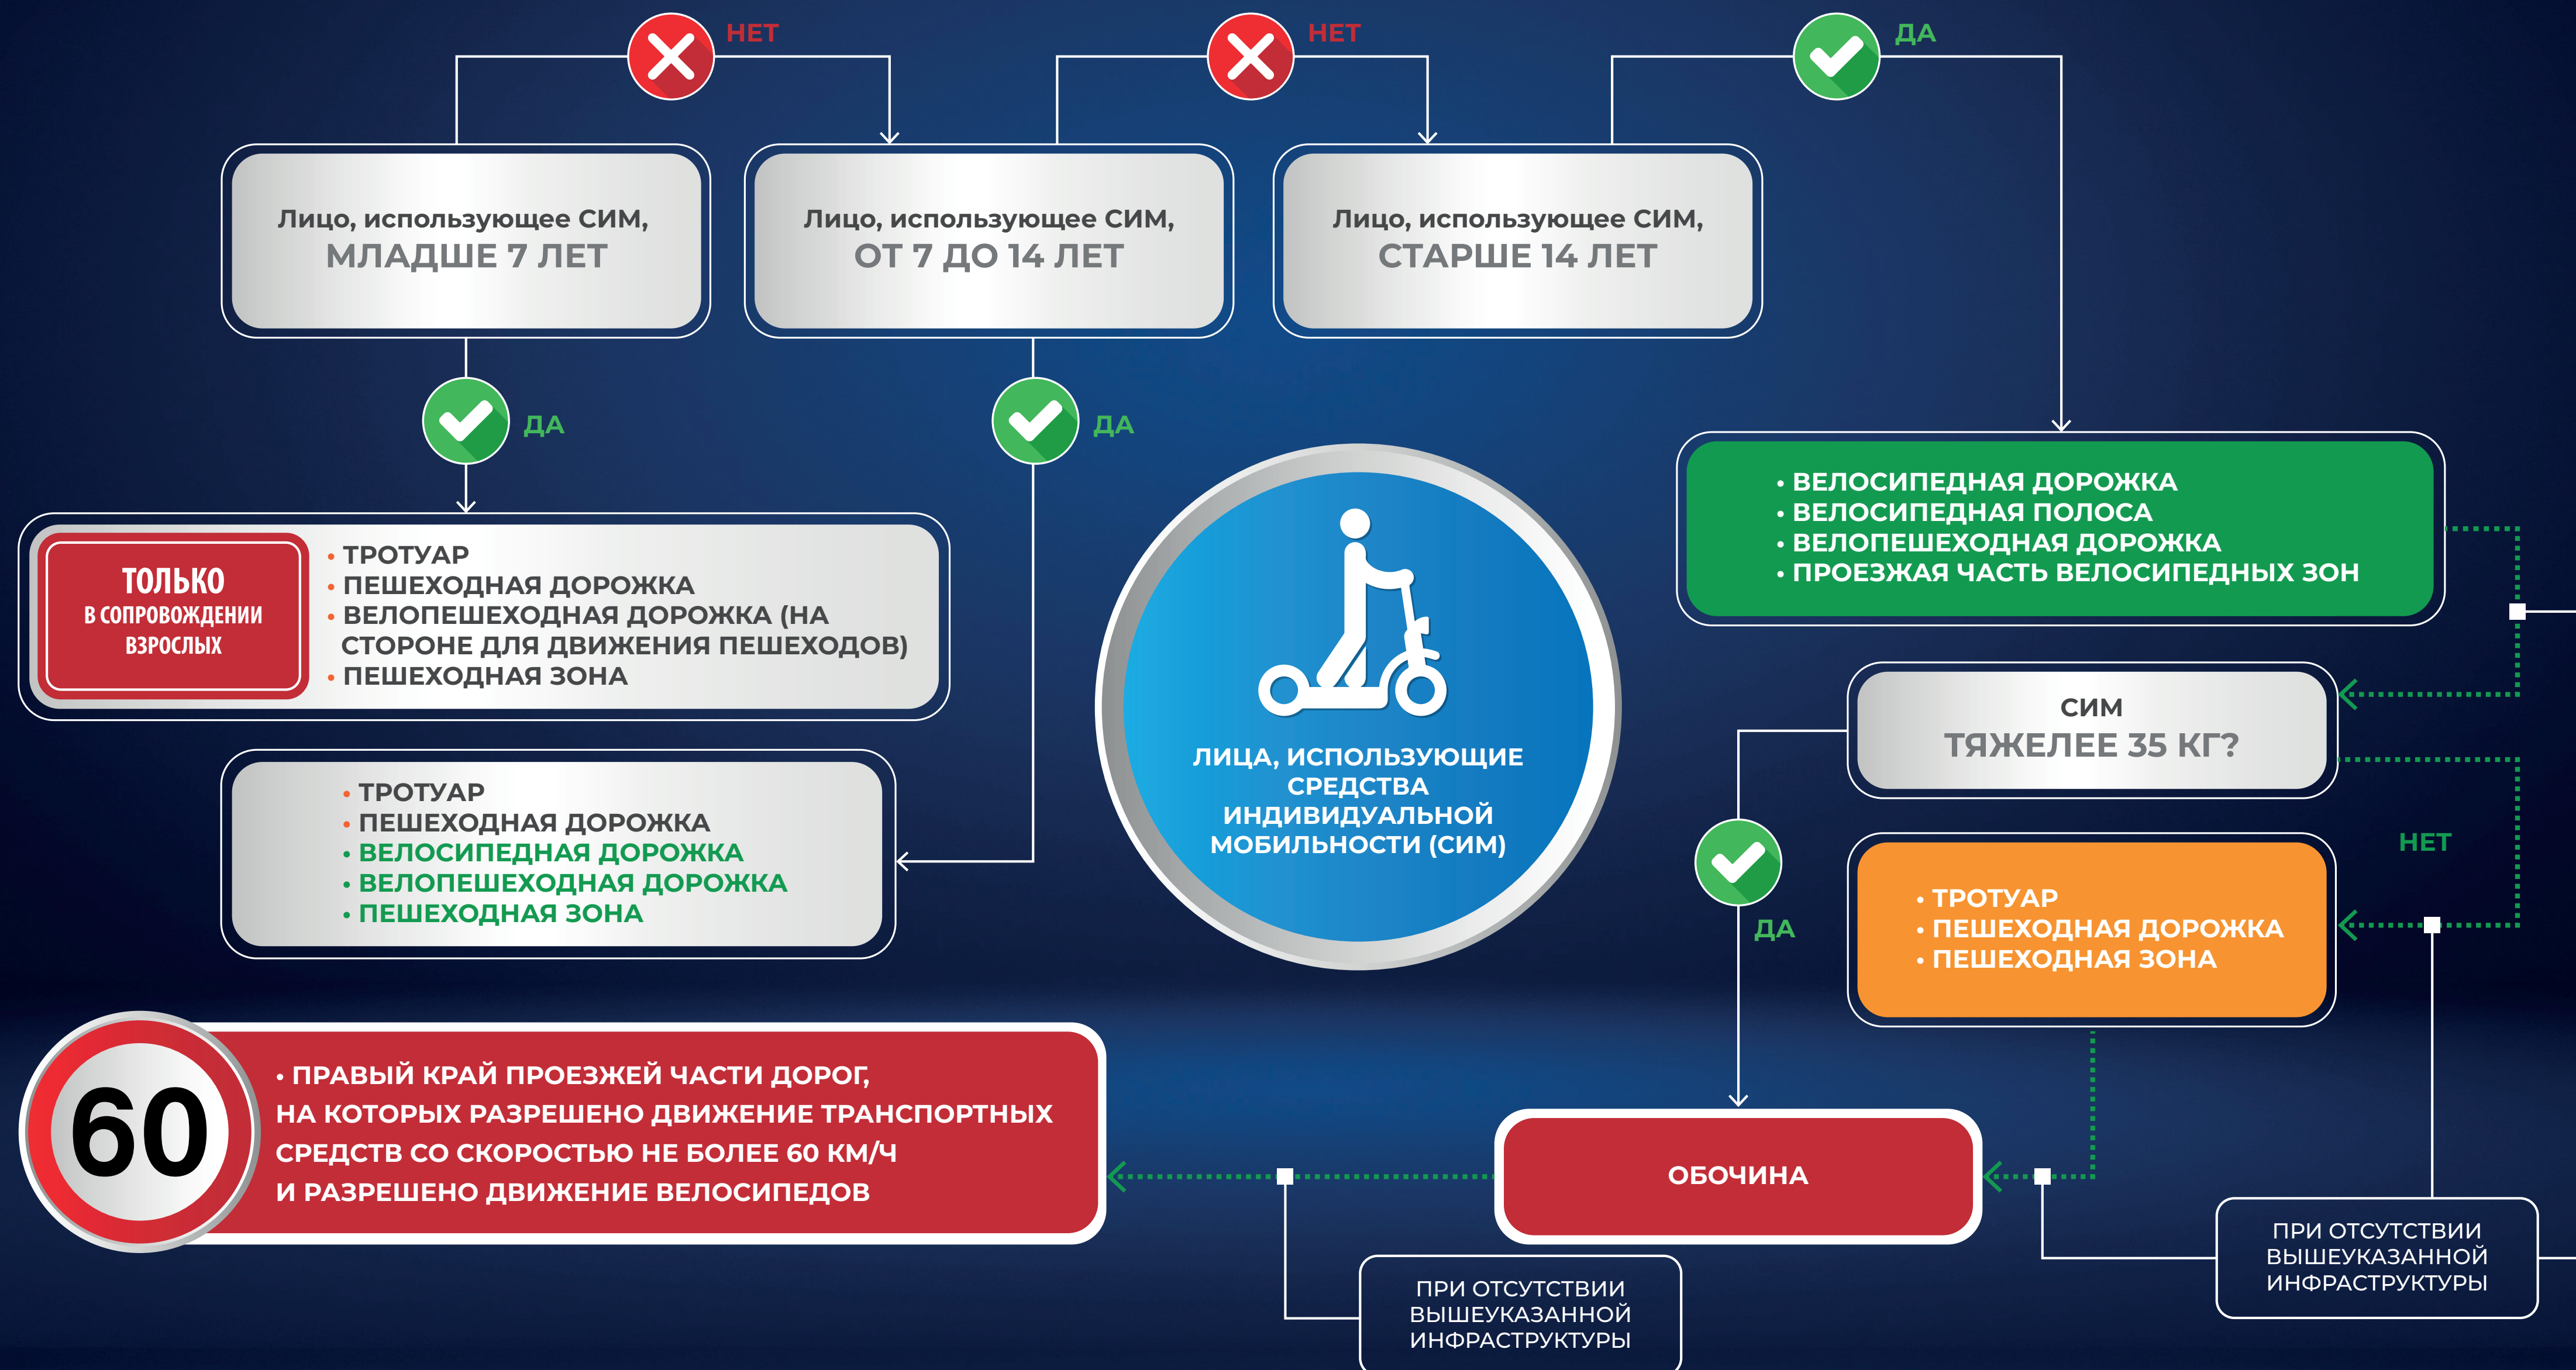 НЕТ
НЕТ
ДА
Лицо, использующее СИМ,
МЛАДШЕ 7 ЛЕТ
Лицо, использующее СИМ,
ОТ 7 ДО 14 ЛЕТ
Лицо, использующее СИМ,
СТАРШЕ 14 ЛЕТ
ДА
ДА
ТОЛЬКО
В СОПРОВОЖДЕНИИ
ВЗРОСЛЫХ
• ТРОТУАР
• ПЕШЕХОДНАЯ ДОРОЖКА
• ВЕЛОПЕШЕХОДНАЯ ДОРОЖКА (НА
СТОРОНЕ ДЛЯ ДВИЖЕНИЯ ПЕШЕХОДОВ)
• ПЕШЕХОДНАЯ ЗОНА
• ВЕЛОСИПЕДНАЯ ДОРОЖКА
• ВЕЛОСИПЕДНАЯ ПОЛОСА
• ВЕЛОПЕШЕХОДНАЯ ДОРОЖКА
• ПРОЕЗЖАЯ ЧАСТЬ ВЕЛОСИПЕДНЫХ ЗОН
• ТРОТУАР
• ПЕШЕХОДНАЯ ДОРОЖКА
• ВЕЛОСИПЕДНАЯ ДОРОЖКА
• ВЕЛОПЕШЕХОДНАЯ ДОРОЖКА
• ПЕШЕХОДНАЯ ЗОНА
ЛИЦА, ИСПОЛЬЗУЮЩИЕ
СРЕДСТВА
ИНДИВИДУАЛЬНОЙ
МОБИЛЬНОСТИ (СИМ)
СИМ
ТЯЖЕЛЕЕ 35 КГ?
НЕТ
ДА
• ТРОТУАР
• ПЕШЕХОДНАЯ ДОРОЖКА
• ПЕШЕХОДНАЯ ЗОНА
60
• ПРАВЫЙ КРАЙ ПРОЕЗЖЕЙ ЧАСТИ ДОРОГ,
НА КОТОРЫХ РАЗРЕШЕНО ДВИЖЕНИЕ ТРАНСПОРТНЫХ
СРЕДСТВ СО СКОРОСТЬЮ НЕ БОЛЕЕ 60 КМ/Ч
И РАЗРЕШЕНО ДВИЖЕНИЕ ВЕЛОСИПЕДОВ
ОБОЧИНА
ПРИ ОТСУТСТВИИ
ВЫШЕУКАЗАННОЙ
ИНФРАСТРУКТУРЫ
ПРИ ОТСУТСТВИИ
ВЫШЕУКАЗАННОЙ
ИНФРАСТРУКТУРЫ